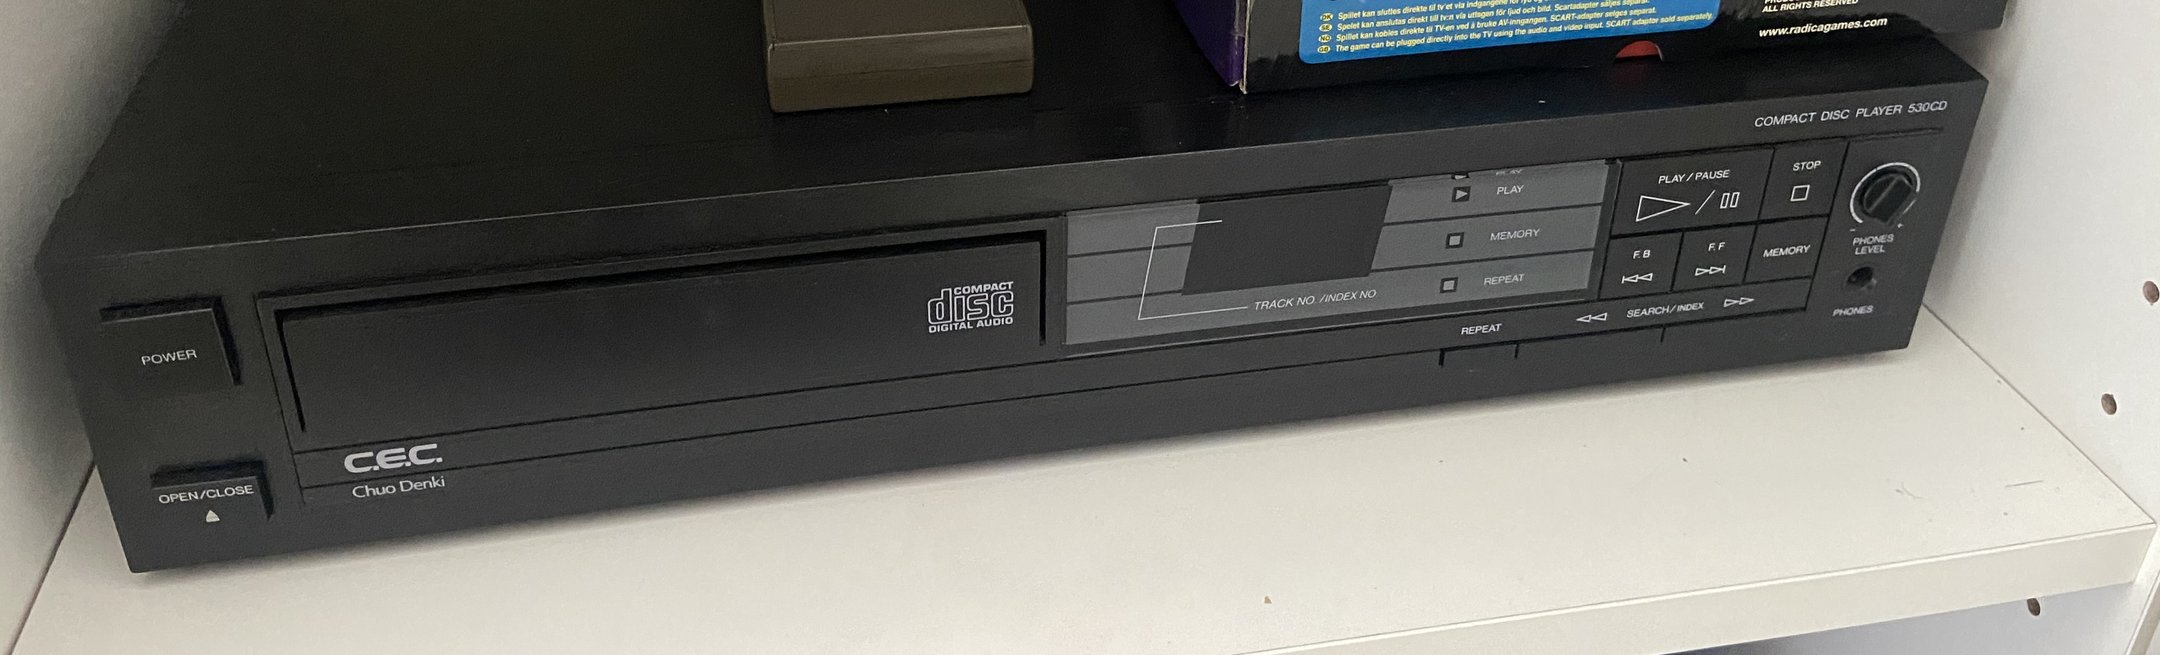 Spillet kan sluttes direkte til tv'et via indgangene for lyd og
DK
Spelet kan anslutas direkt till tv:n via uttagen för ljud och bild. Scartadapter säljes separat.
SE
Spillet kan kobles direkte til TV-en ved å bruke AV-inngangen. SCART-adapter selges separat.
NO
The game can be plugged directly into the TV using the audio and video input. SCART adaptor sold separately.
GB
ALL RIGHTS RESERVED
www.radicagames.com
COMPACT DISC PLAYER 530CD
POWER
OPEN/CLOSE
COMPACT
disc
DIGITAL AUDIO
C.E.C.
Chuo Denki
PLAY
MEMORY
REPEAT
TRACK NO. /INDEX NO
PLAY / PAUSE
STOP
F.B
F.F
MEMORY
REPEAT
SEARCH/INDEX
- +
PHONES
LEVEL
PHONES